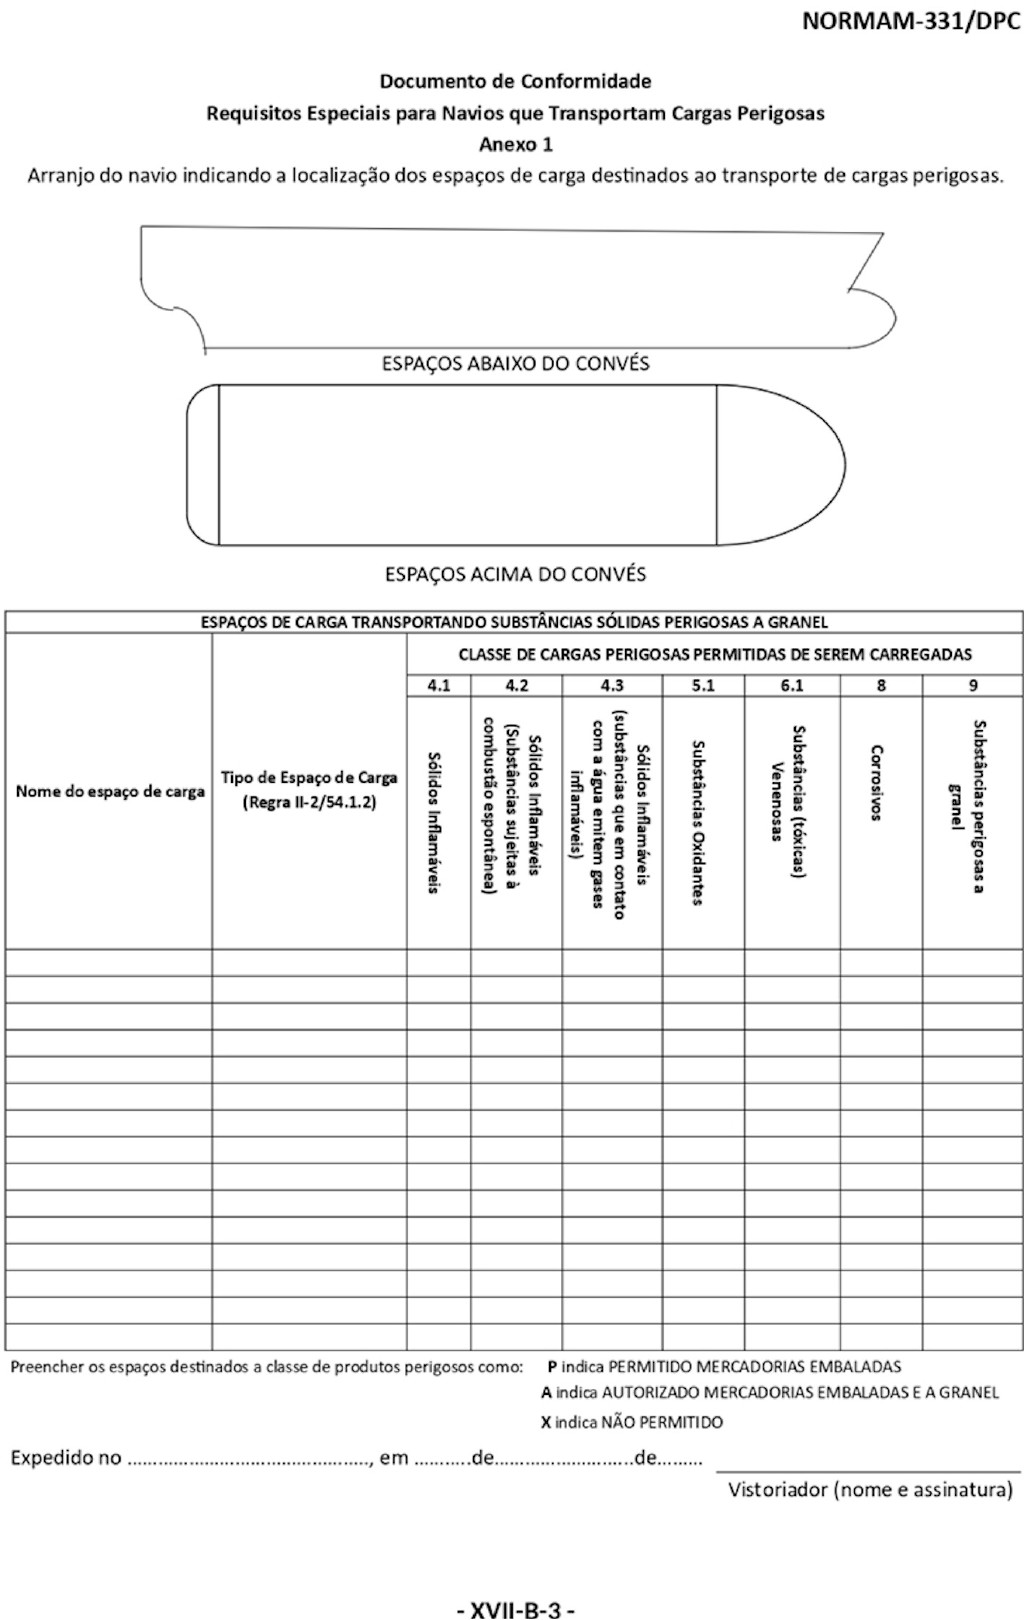 NORMAM-331/DPC
Documento de Conformidade
Requisitos Especiais para Navios que Transportam Cargas Perigosas
Anexo 1
Arranjo do navio indicando a localização dos espaços de carga destinados ao transporte de cargas perigosas.
ESPAÇOS ABAIXO DO CONVÉS
ESPAÇOS ACIMA DO CONVÉS
ESPAÇOS DE CARGA TRANSPORTANDO SUBSTÂNCIAS SÓLIDAS PERIGOSAS A GRANEL
Nome do espaço de carga
Tipo de Espaço de Carga
(Regra II-2/54.1.2)
CLASSE DE CARGAS PERIGOSAS PERMITIDAS DE SEREM CARREGADAS
4.1 4.2 4.3 5.1 6.1 8 9
Sólidos Inflamáveis
Sólidos Inflamáveis
(Substâncias sujeitas à
combustão espontânea)
Sólidos Inflamáveis
(substâncias que em contato
com a água emitem gases
inflamáveis)
Substâncias Oxidantes
Substâncias (tóxicas)
Venenosas
Corrosivos
Substâncias perigosas a
granel
Preencher os espaços destinados a classe de produtos perigosos como: P indica PERMITIDO MERCADORIAS EMBALADAS
A indica AUTORIZADO MERCADORIAS EMBALADAS E A GRANEL
X indica NÃO PERMITIDO
Expedido no ................................................, em ...........de...........................de.........
Vistoriador (nome e assinatura)
- XVII-B-3 -